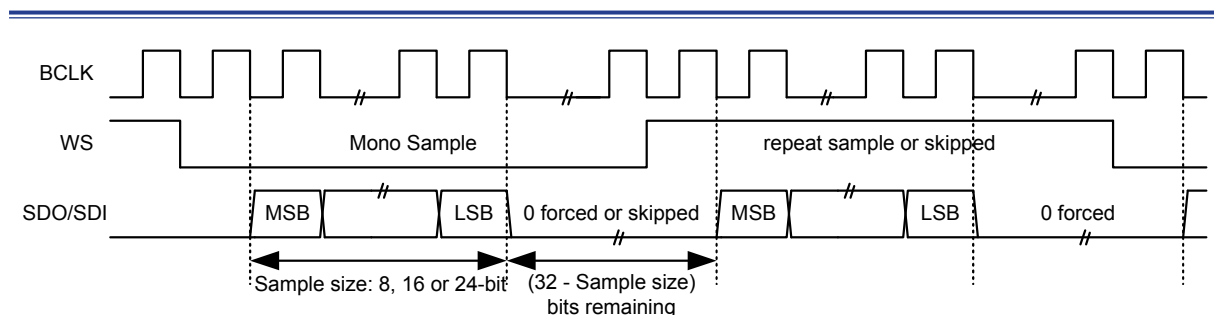 BCLK
WS
Mono Sample
repeat sample or skipped
SDO/SDI
MSB
LSB
0 forced or skipped
MSB
LSB
0 forced
Sample size: 8, 16 or 24-bit
(32 - Sample size)
bits remaining